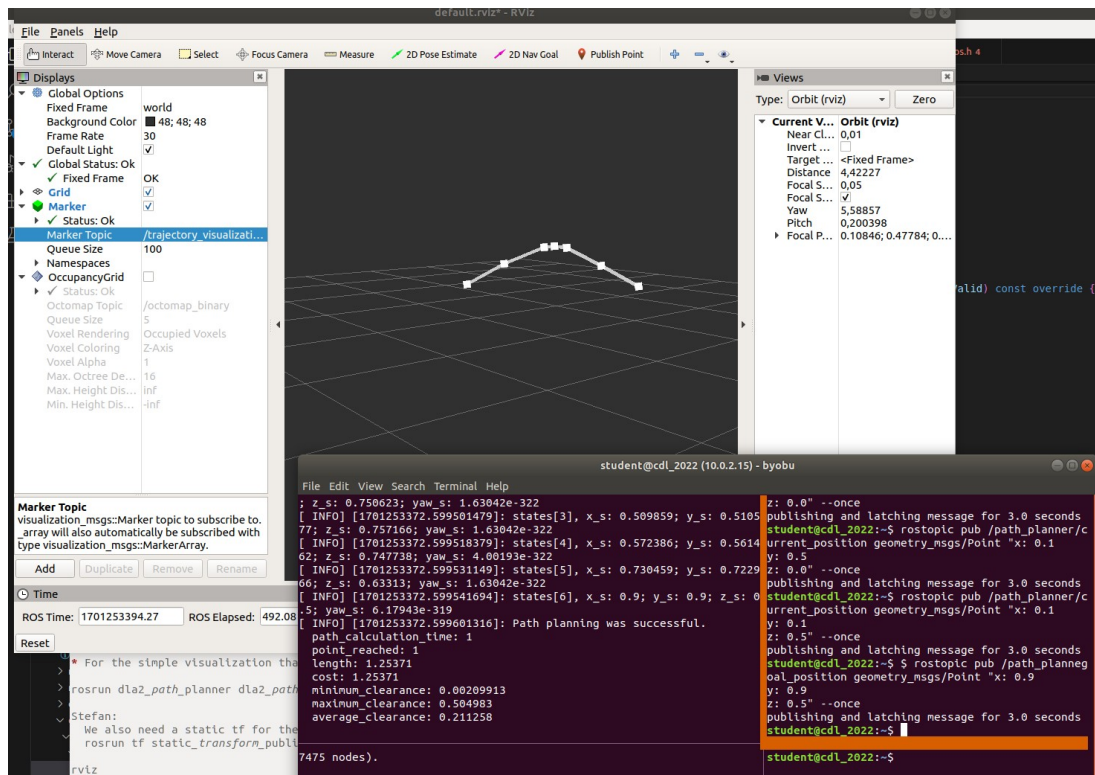 default.rviz* - RViz
File Panels Help
Interact Move Camera Select Focus Camera Measure 2D Pose Estimate 2D Nav Goal Publish Point
ps.h 4
Displays
Global Options
Fixed Frame world
Background Color 48; 48; 48
Frame Rate 30
Default Light
Global Status: Ok
Fixed Frame OK
Grid
Marker
Status: Ok
Marker Topic /trajectory_visualizati...
Queue Size 100
Namespaces
OccupancyGrid
Status: Ok
Octomap Topic /octomap_binary
Queue Size 5
Voxel Rendering Occupied Voxels
Voxel Coloring Z-Axis
Voxel Alpha 1
Max. Octree De... 16
Max. Height Dis... inf
Min. Height Dis... -inf
Marker Topic
visualization_msgs::Marker topic to subscribe to.
_array will also automatically be subscribed with
type visualization_msgs::MarkerArray.
Add Duplicate Remove Rename
Time
ROS Time: 1701253394.27 ROS Elapsed: 492.08
Reset
Views
Type: Orbit (rviz) Zero
Current V... Orbit (rviz)
Near Cl... 0,01
Invert ...
Target ... <Fixed Frame>
Distance 4,42227
Focal S... 0,05
Focal S...
Yaw 5,58857
Pitch 0,200398
Focal P... 0.10846; 0.47784; 0....
alid) const override {
student@cdl_2022 (10.0.2.15) - byobu
File Edit View Search Terminal Help
; z_s: 0.750623; yaw_s: 1.63042e-322
[ INFO] [1701253372.599501479]: states[3], x_s: 0.509859; y_s: 0.5105
77; z_s: 0.757166; yaw_s: 1.63042e-322
[ INFO] [1701253372.599518379]: states[4], x_s: 0.572386; y_s: 0.5614
62; z_s: 0.747738; yaw_s: 4.00193e-322
[ INFO] [1701253372.599531149]: states[5], x_s: 0.730459; y_s: 0.7229
66; z_s: 0.63313; yaw_s: 1.63042e-322
[ INFO] [1701253372.599541694]: states[6], x_s: 0.9; y_s: 0.9; z_s: 0
.5; yaw_s: 6.17943e-319
[ INFO] [1701253372.599601316]: Path planning was successful.
path_calculation_time: 1
point_reached: 1
length: 1.25371
cost: 1.25371
minimum_clearance: 0.00209913
maximum_clearance: 0.504983
average_clearance: 0.211258
7475 nodes).
z: 0.0" --once
publishing and latching message for 3.0 seconds
student@cdl_2022:~$ rostopic pub /path_planner/c
urrent_position geometry_msgs/Point "x: 0.1
y: 0.5
z: 0.0" --once
publishing and latching message for 3.0 seconds
student@cdl_2022:~$ rostopic pub /path_planner/c
urrent_position geometry_msgs/Point "x: 0.1
y: 0.1
z: 0.5" --once
publishing and latching message for 3.0 seconds
student@cdl_2022:~$ $ rostopic pub /path_planneg
oal_position geometry_msgs/Point "x: 0.9
y: 0.9
z: 0.5" --once
publishing and latching message for 3.0 seconds
student@cdl_2022:~$
student@cdl_2022:~$
* For the simple visualization tha
rosrun dla2_path_planner dla2_path
Stefan:
We also need a static tf for the
rosrun tf static_transform_publi
rviz